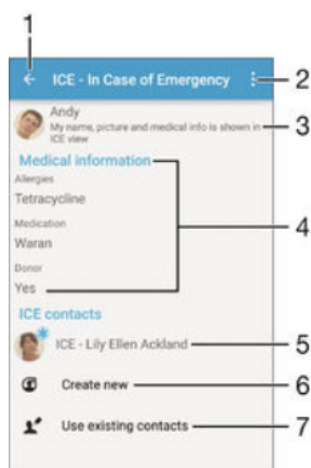 1
ICE - In Case of Emergency
2
Andy
My name, picture and medical info is shown in
ICE view
3
Medical information
Allergies
Tetracycline
Medication
Waran
4
Donor
Yes
ICE contacts
ICE - Lily Ellen Ackland
5
Create new
6
Use existing contacts
7